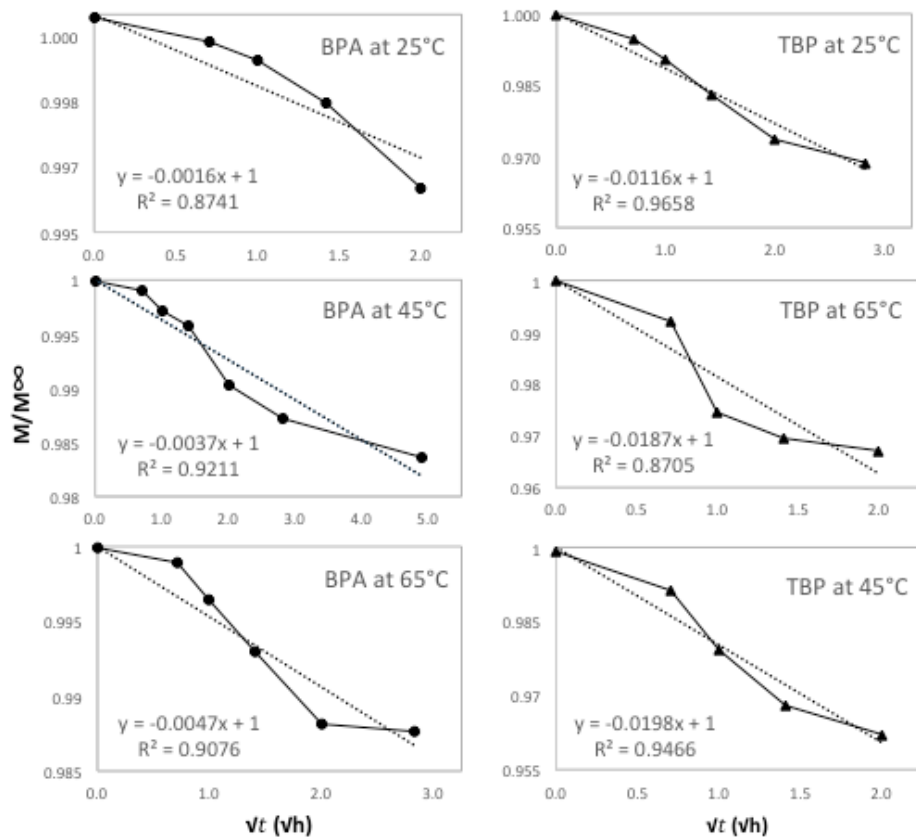 BPA at 25°C
1.000
0.998
0.997
0.995
y = -0.0016x + 1
R² = 0.8741
0.0 0.5 1.0 1.5 2.0
TBP at 25°C
1.000
0.985
0.970
0.955
y = -0.0116x + 1
R² = 0.9658
0.0 1.0 2.0 3.0
M/M∞
BPA at 45°C
1
0.995
0.99
0.985
0.98
y = -0.0037x + 1
R² = 0.9211
0.0 1.0 2.0 3.0 4.0 5.0
TBP at 65°C
1
0.99
0.98
0.97
0.96
y = -0.0187x + 1
R² = 0.8705
0.0 0.5 1.0 1.5 2.0
BPA at 65°C
1
0.995
0.99
0.985
y = -0.0047x + 1
R² = 0.9076
0.0 1.0 2.0 3.0
√t (√h)
TBP at 45°C
1
0.985
0.97
0.955
y = -0.0198x + 1
R² = 0.9466
0.0 0.5 1.0 1.5 2.0
√t (√h)